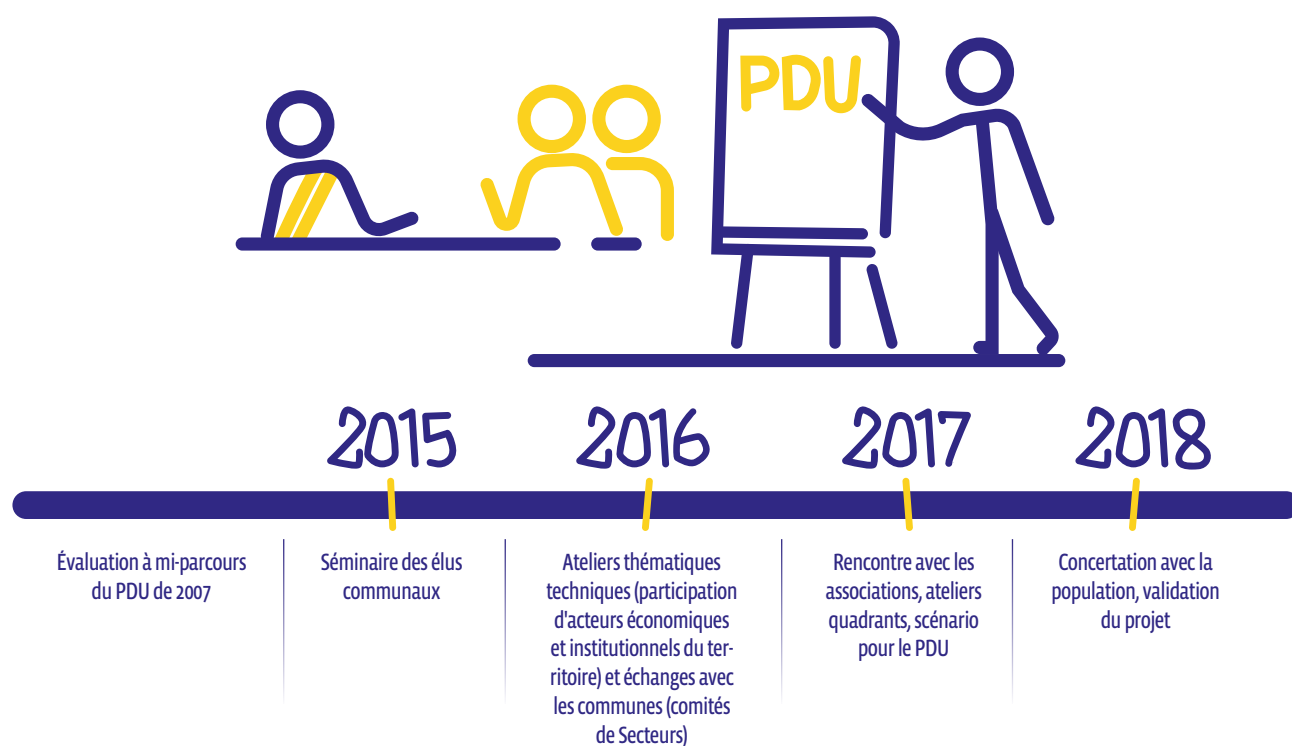 PDU
2015
2016
2017
2018
Évaluation à mi-parcours
du PDU de 2007
Séminaire des élus
communaux
Ateliers thématiques
techniques (participation
d'acteurs économiques
et institutionnels du ter-
ritoire) et échanges avec
les communes (comités
de Secteurs)
Rencontre avec les
associations, ateliers
quadrants, scénario
pour le PDU
Concertation avec la
population, validation
du projet